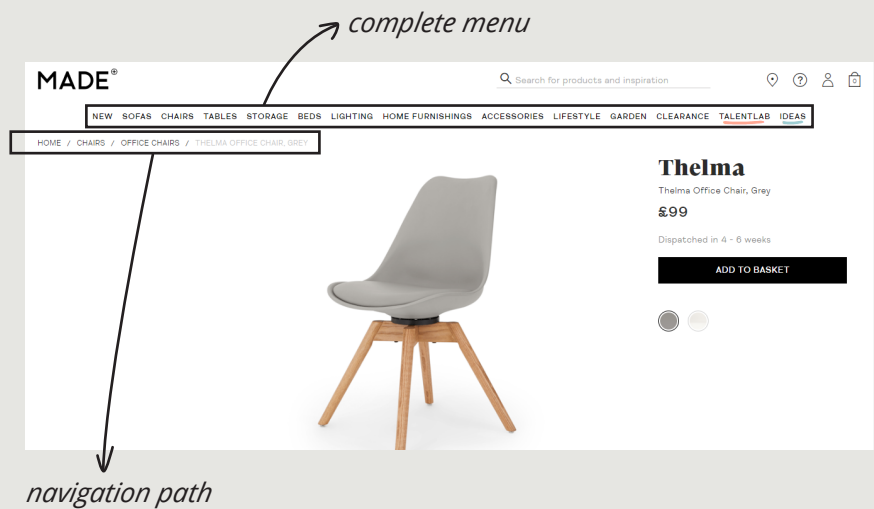 complete menu
MADE
Search for products and inspiration
0
NEW SOFAS CHAIRS TABLES STORAGE BEDS LIGHTING HOME FURNISHINGS ACCESSORIES LIFESTYLE GARDEN CLEARANCE TALENTLAB IDEAS
HOME / CHAIRS / OFFICE CHAIRS / THELMA OFFICE CHAIR, GREY
Thelma
Thelma Office Chair, Grey
£99
Dispatched in 4 - 6 weeks
ADD TO BASKET
navigation path